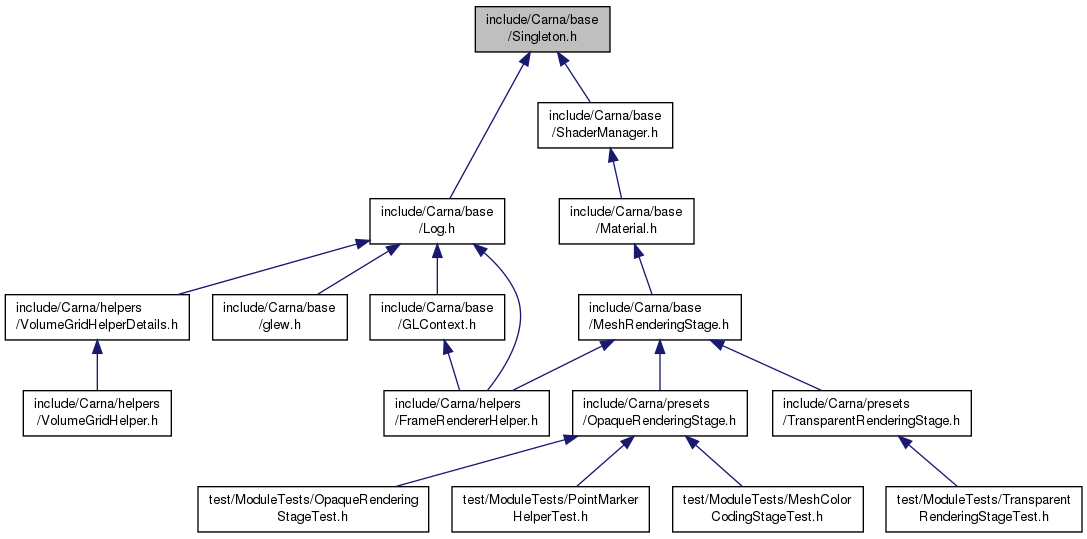 include/Carna/base
/Singleton.h
include/Carna/base
/ShaderManager.h
include/Carna/base
/Log.h
include/Carna/base
/Material.h
include/Carna/helpers
/VolumeGridHelperDetails.h
include/Carna/base
/glew.h
include/Carna/base
/GLContext.h
include/Carna/base
/MeshRenderingStage.h
include/Carna/helpers
/VolumeGridHelper.h
include/Carna/helpers
/FrameRendererHelper.h
include/Carna/presets
/OpaqueRenderingStage.h
include/Carna/presets
/TransparentRenderingStage.h
test/ModuleTests/OpaqueRendering
StageTest.h
test/ModuleTests/PointMarker
HelperTest.h
test/ModuleTests/MeshColor
CodingStageTest.h
test/ModuleTests/Transparent
RenderingStageTest.h